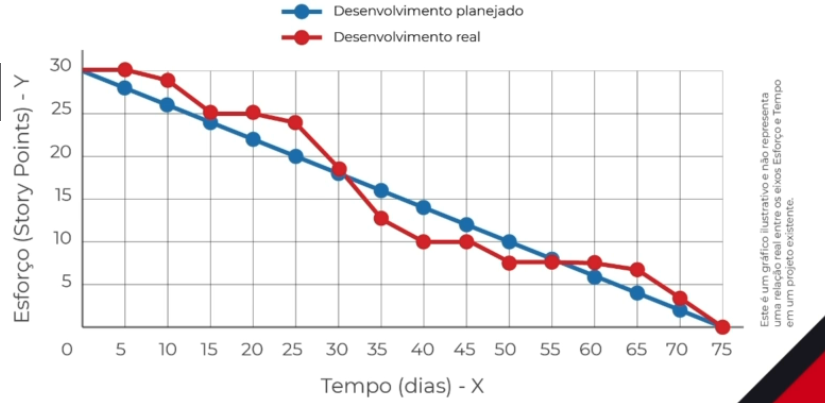 Desenvolvimento planejado
Desenvolvimento real
Esforço (Story Points) - Y
30
25
20
15
10
5
0 5 10 15 20 25 30 35 40 45 50 55 60 65 70 75
Tempo (dias) - X
Este é um gráfico ilustrativo e não representa
uma relação real entre os eixos Esforço e Tempo
em um projeto existente.